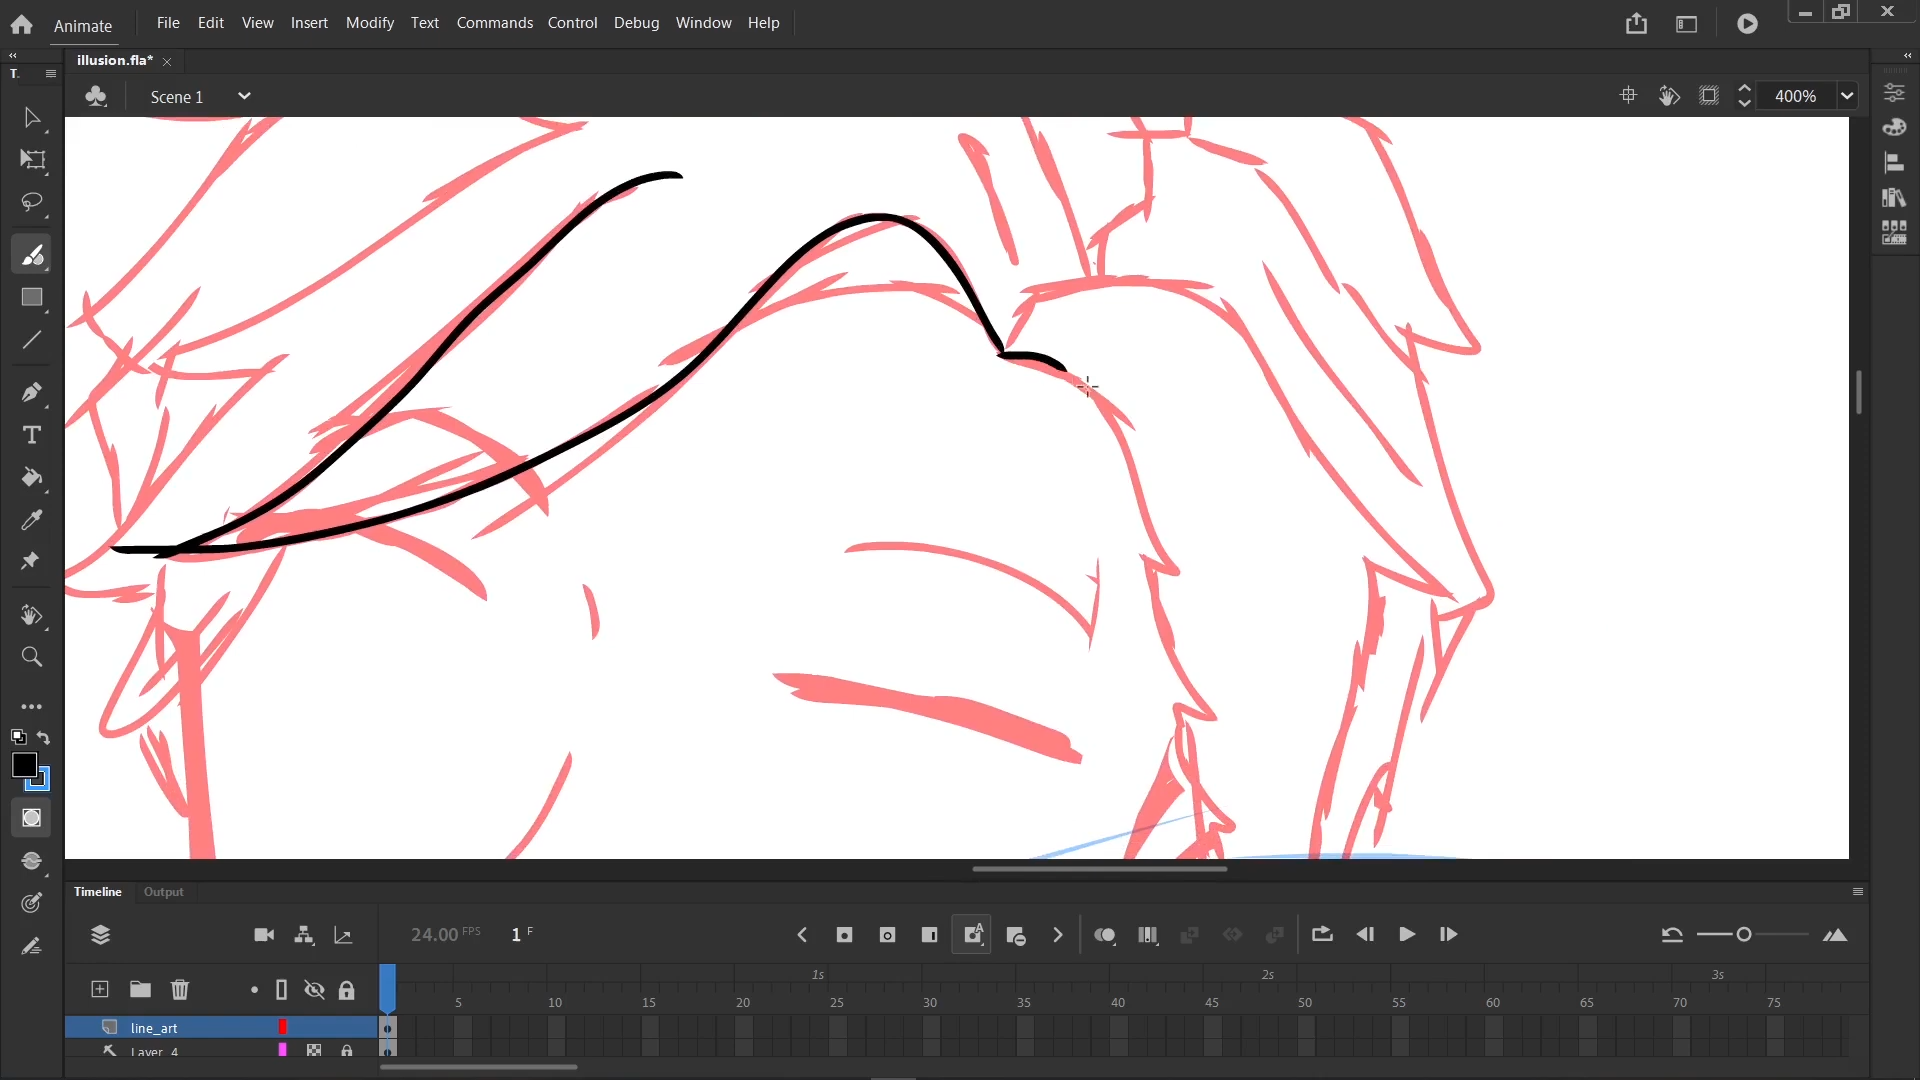 Animate File Edit View Insert Modify Text Commands Control Debug Window Help
T. illusion.fla*
Scene 1 400%
Timeline Output
24.00 FPS 1 F
1s 2s 3s
5 10 15 20 25 30 35 40 45 50 55 60 65 70 75
line_art
Layer_4